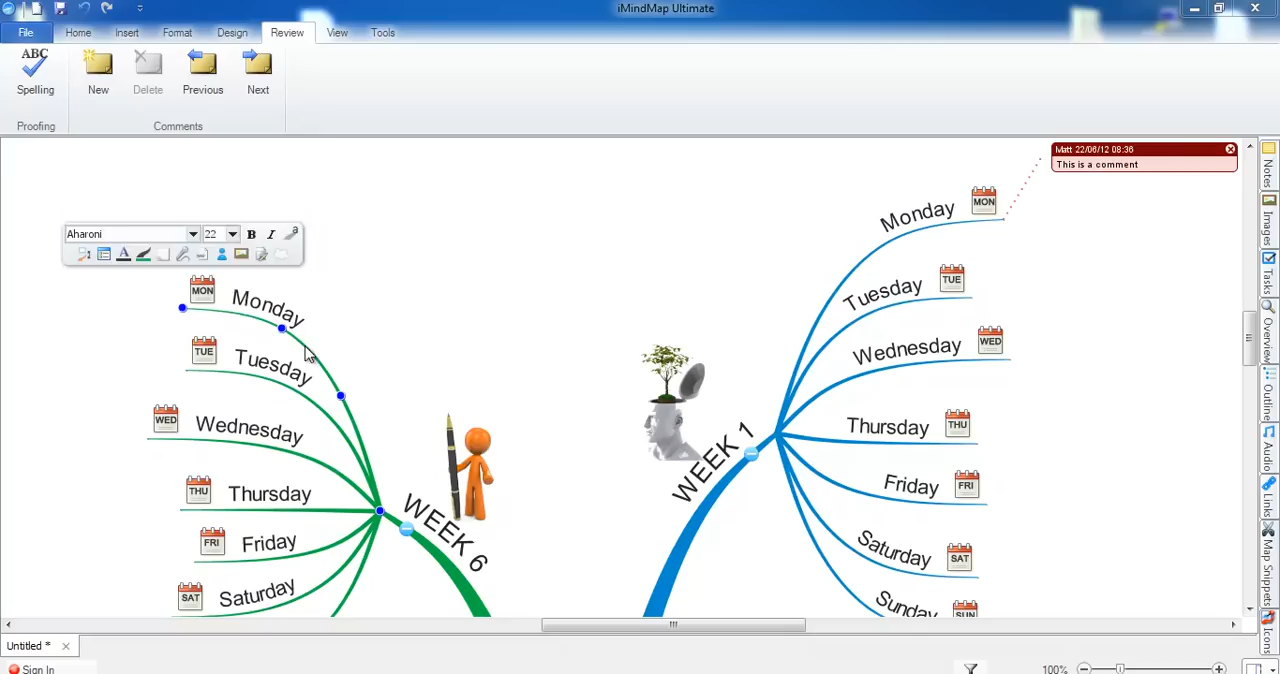 iMindMap Ultimate
File Home Insert Format Design Review View Tools
ABC
Spelling New Delete Previous Next
Proofing Comments
Matt 22/06/12 08:36
This is a comment
Aharoni 22 B I
A
MON Monday
TUE Tuesday
WED Wednesday
THU Thursday
FRI Friday
SAT Saturday
WEEK 6
Monday MON
Tuesday TUE
Wednesday WED
Thursday THU
Friday FRI
Saturday SAT
Sunday SUN
WEEK 1
Notes
Images
Tasks
Overview
Outline
Audio
Links
Map Snippets
Icons
Untitled *
Sign In
100%